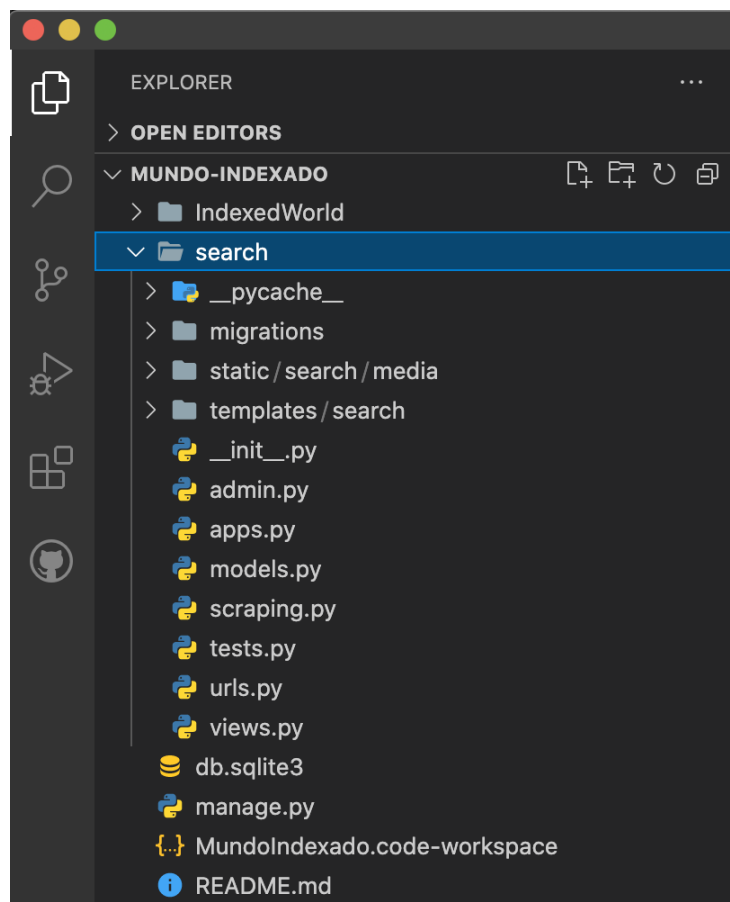 EXPLORER
OPEN EDITORS
MUNDO-INDEXADO
IndexedWorld
search
__pycache__
migrations
static/search/media
templates/search
__init__.py
admin.py
apps.py
models.py
scraping.py
tests.py
urls.py
views.py
db.sqlite3
manage.py
{...} MundoIndexado.code-workspace
README.md